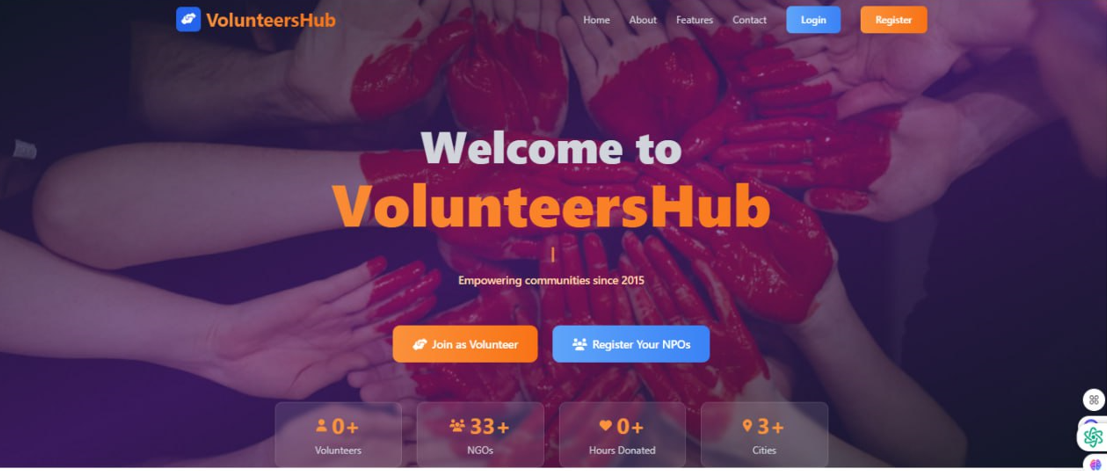 VolunteersHub
Home About Features Contact Login Register
Welcome to
VolunteersHub
Empowering communities since 2015
Join as Volunteer Register Your NPOs
0+ 33+ 0+ 3+
Volunteers NGOs Hours Donated Cities